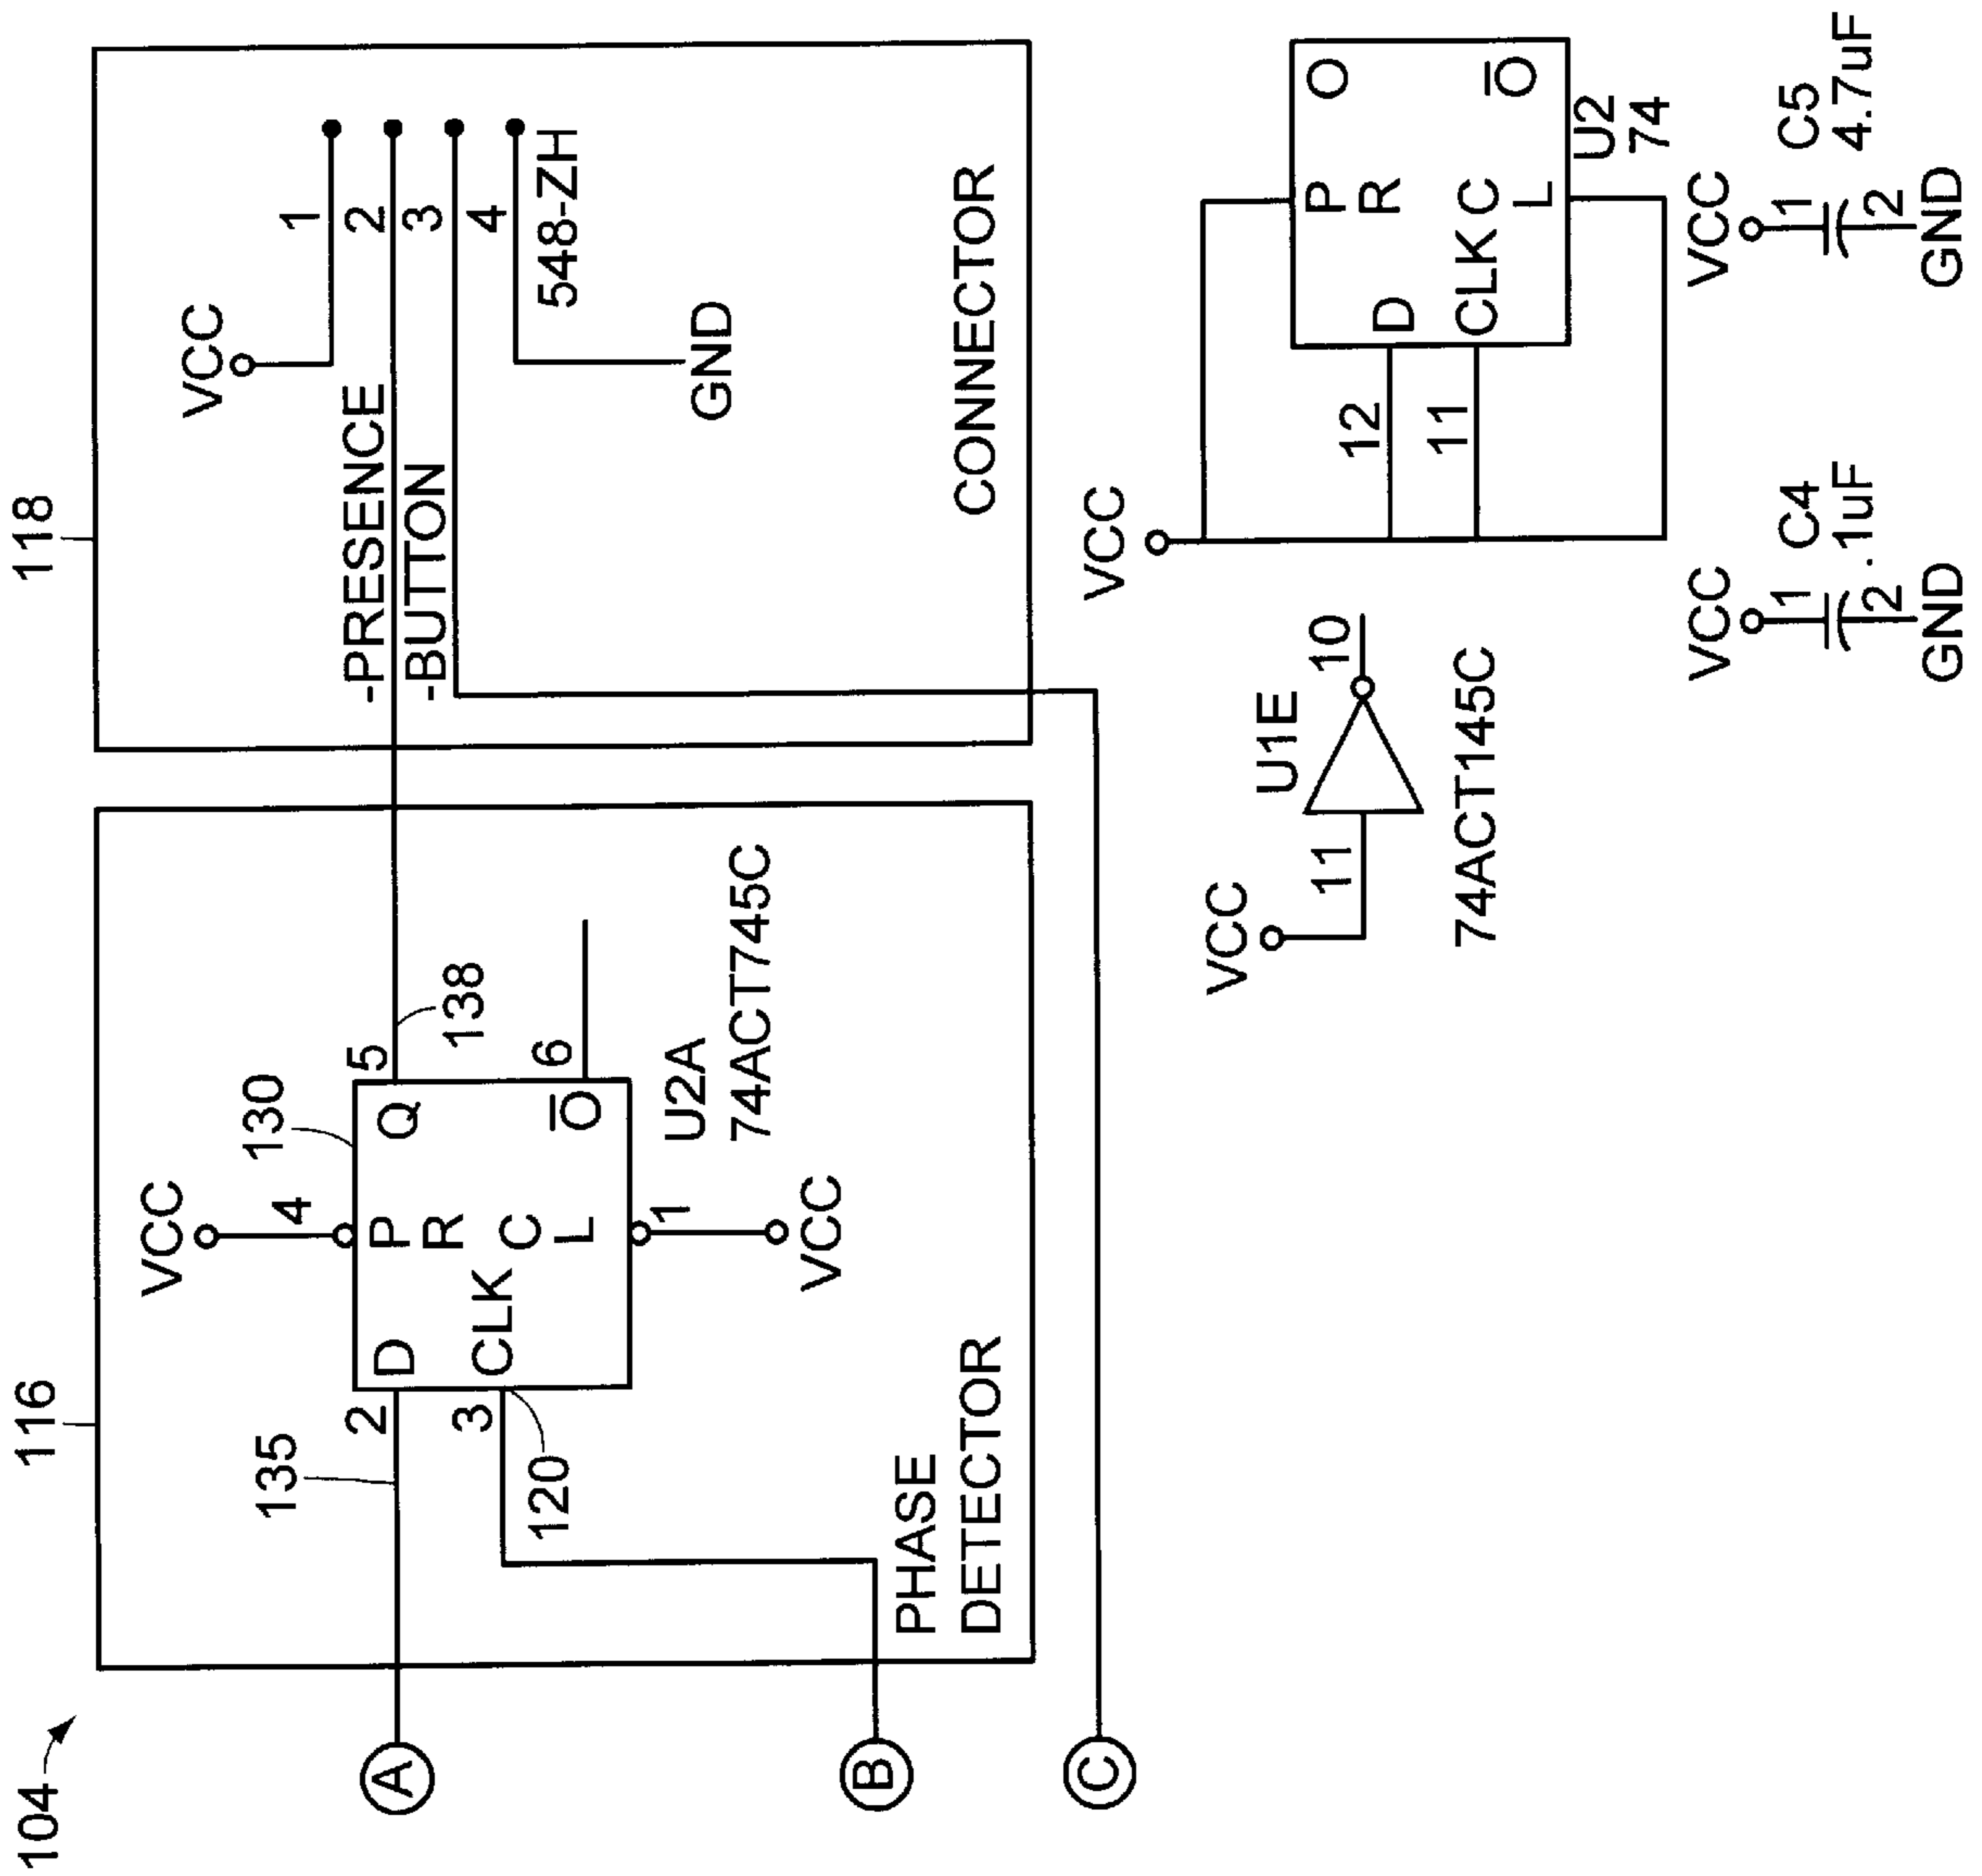 104
116
118
A
B
C
135
2
3
120
D
CLK
P
R
C
L
Q
O
VCC
4
130
5
138
6
1
VCC
U2A
74ACT745C
PHASE
DETECTOR
-PRESENCE
-BUTTON
VCC
1
2
3
4
548-ZH
GND
CONNECTOR
VCC
11
U1E
10
74ACT145C
VCC
12
11
D
CLK
P
R
C
L
O
O
U2
74
VCC
1
C4
.1uF
2
GND
VCC
1
C5
4.7uF
2
GND